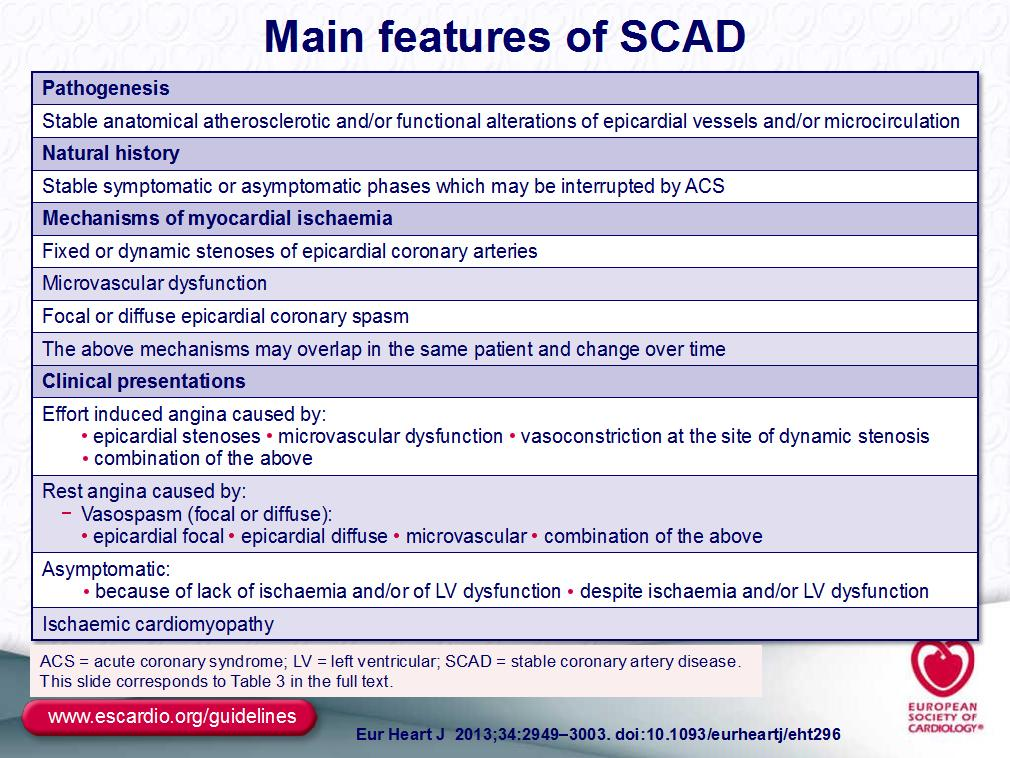 Main features of SCAD
Pathogenesis
Stable anatomical atherosclerotic and/or functional alterations of epicardial vessels and/or microcirculation
Natural history
Stable symptomatic or asymptomatic phases which may be interrupted by ACS
Mechanisms of myocardial ischaemia
Fixed or dynamic stenoses of epicardial coronary arteries
Microvascular dysfunction
Focal or diffuse epicardial coronary spasm
The above mechanisms may overlap in the same patient and change over time
Clinical presentations
Effort induced angina caused by:
• epicardial stenoses • microvascular dysfunction • vasoconstriction at the site of dynamic stenosis
• combination of the above
Rest angina caused by:
– Vasospasm (focal or diffuse):
• epicardial focal • epicardial diffuse • microvascular • combination of the above
Asymptomatic:
• because of lack of ischaemia and/or of LV dysfunction • despite ischaemia and/or LV dysfunction
Ischaemic cardiomyopathy
ACS = acute coronary syndrome; LV = left ventricular; SCAD = stable coronary artery disease.
This slide corresponds to Table 3 in the full text.
www.escardio.org/guidelines
Eur Heart J 2013;34:2949–3003. doi:10.1093/eurheartj/eht296
EUROPEAN
SOCIETY OF
CARDIOLOGY®